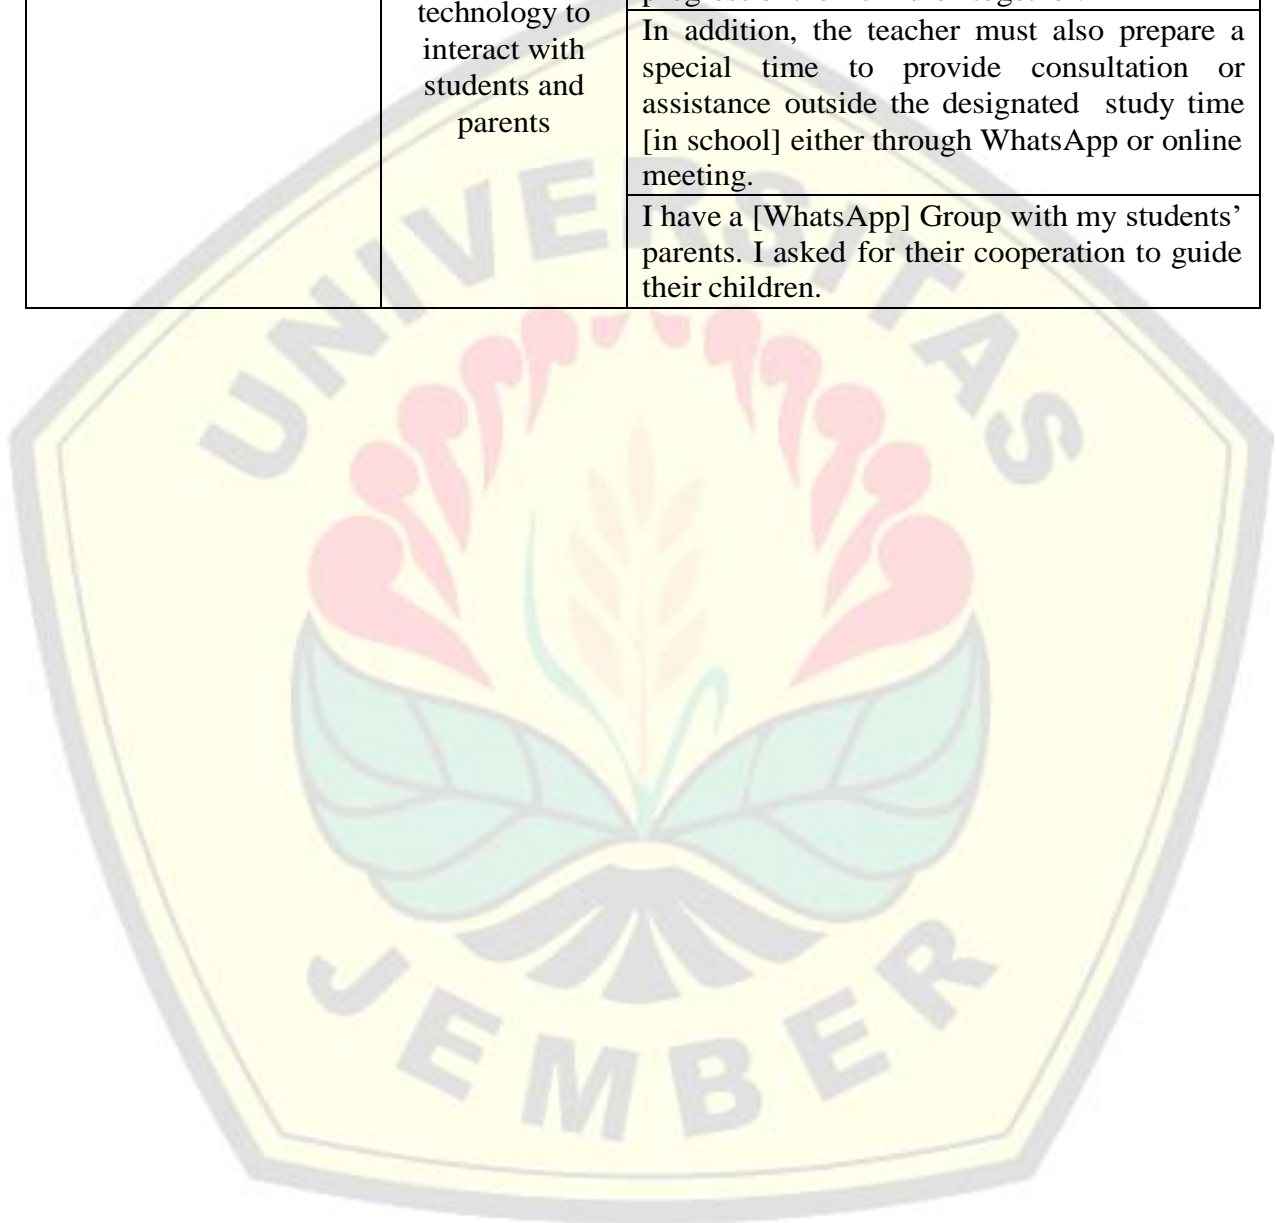 technology to
interact with
students and
parents
In addition, the teacher must also prepare a
special time to provide consultation or
assistance outside the designated study time
[in school] either through WhatsApp or online
meeting.
I have a [WhatsApp] Group with my students’
parents. I asked for their cooperation to guide
their children.
UNIVERSITAS
JEMBER